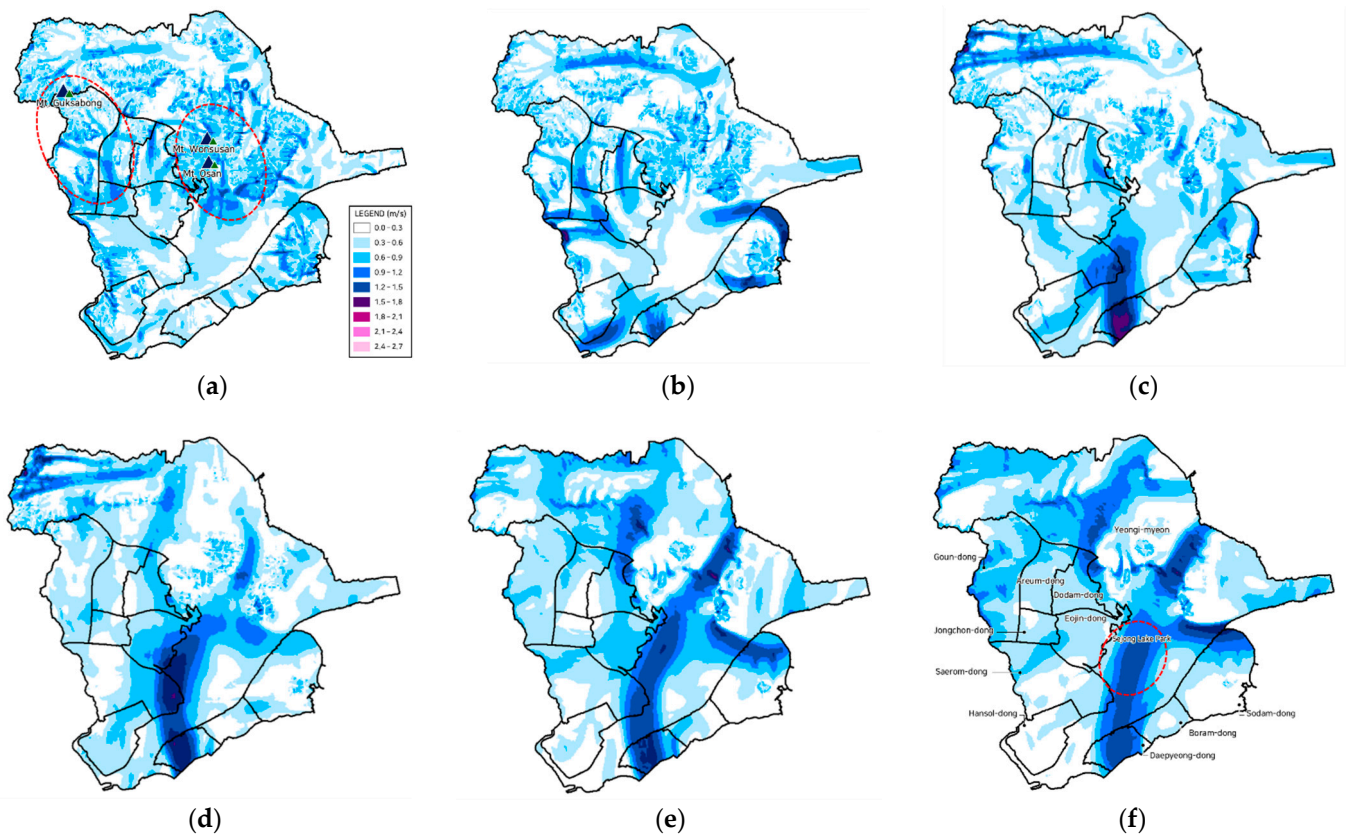 Mt. Guksabong
Mt. Wonsusan
Mt. Osan
LEGEND (m/s)
0.0 – 0.3
0.3 – 0.6
0.6 – 0.9
0.9 – 1.2
1.2 – 1.5
1.5 – 1.8
1.8 – 2.1
2.1 – 2.4
2.4 – 2.7
(a)
(b)
(c)
Yeongi-myeon
Goun-dong
Areum-dong
Dodam-dong
Eojin-dong
Jongchon-dong
Sejong Lake Park
Saerom-dong
Hansol-dong
Sodam-dong
Boram-dong
Daepyeong-dong
(d)
(e)
(f)